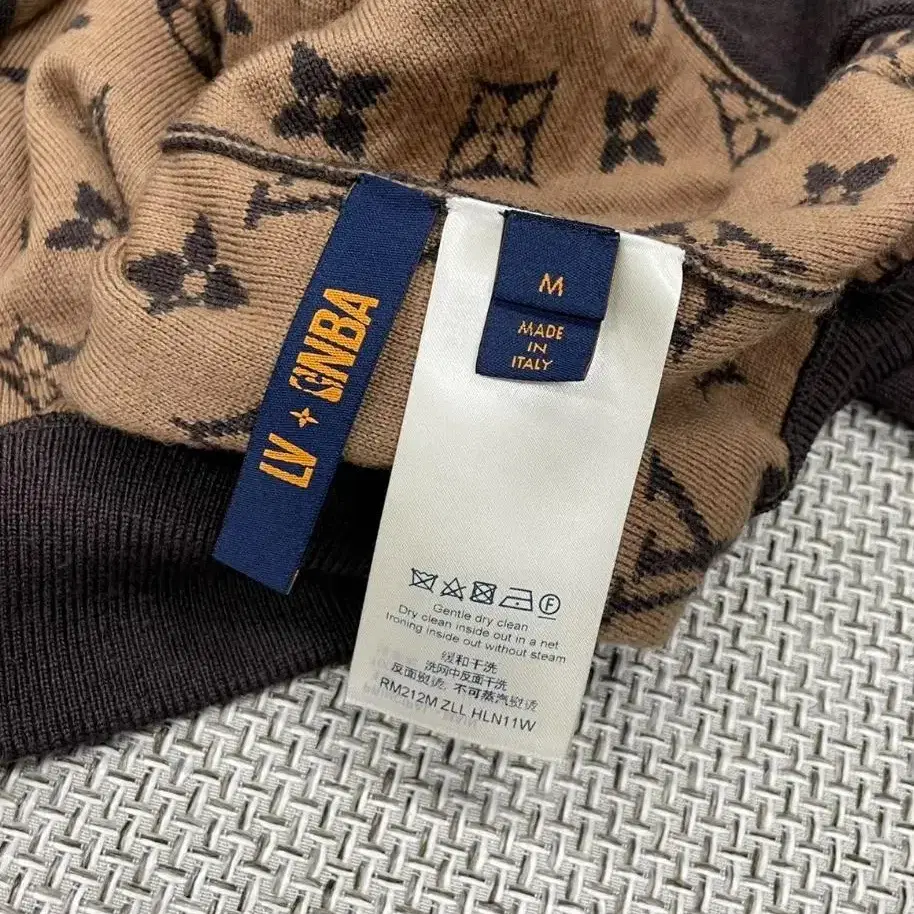 LV + NBA
M
MADE
IN
ITALY
F
Gentle dry clean
Dry clean inside out in a net
Ironing inside out without steam
缓和干洗
洗网中反面干洗
反面熨烫,不可蒸汽熨烫
RM212M ZLL HLN11W